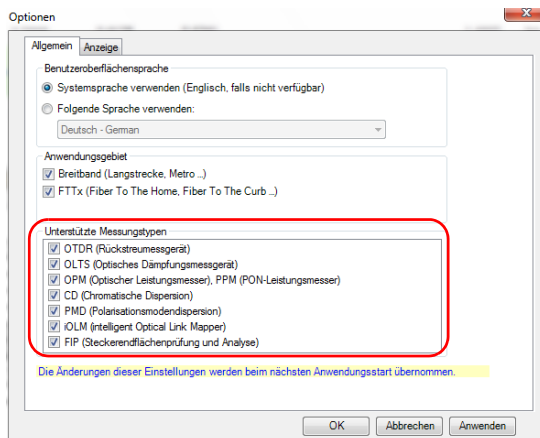 Optionen
Allgemein Anzeige
Benutzeroberflächensprache
Systemsprache verwenden (Englisch, falls nicht verfügbar)
Folgende Sprache verwenden:
Deutsch - German
Anwendungsgebiet
Breitband (Langstrecke, Metro ...)
FTTx (Fiber To The Home, Fiber To The Curb ...)
Unterstützte Messungstypen
OTDR (Rückstreumessgerät)
OLTS (Optisches Dämpfungsmessgerät)
OPM (Optischer Leistungsmesser), PPM (PON-Leistungsmesser)
CD (Chromatische Dispersion)
PMD (Polarisationsmodendispersion)
iOLM (intelligent Optical Link Mapper)
FIP (Steckerendflächenprüfung und Analyse)
Die Änderungen dieser Einstellungen werden beim nächsten Anwendungsstart übernommen.
OK Abbrechen Anwenden